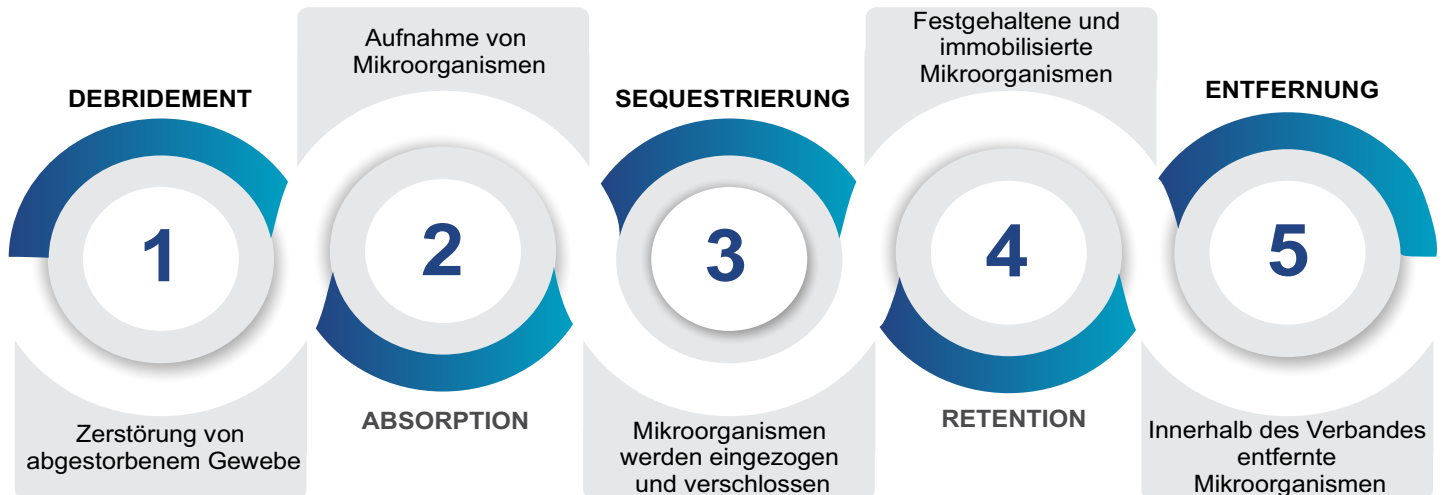 DEBRIDEMENT
1
Zerstörung von
abgestorbenem Gewebe
Aufnahme von
Mikroorganismen
2
ABSORPTION
SEQUESTRIERUNG
3
Mikroorganismen
werden eingezogen
und verschlossen
Festgehaltene und
immobilisierte
Mikroorganismen
4
RETENTION
ENTFERNUNG
5
Innerhalb des Verbandes
entfernte
Mikroorganismen